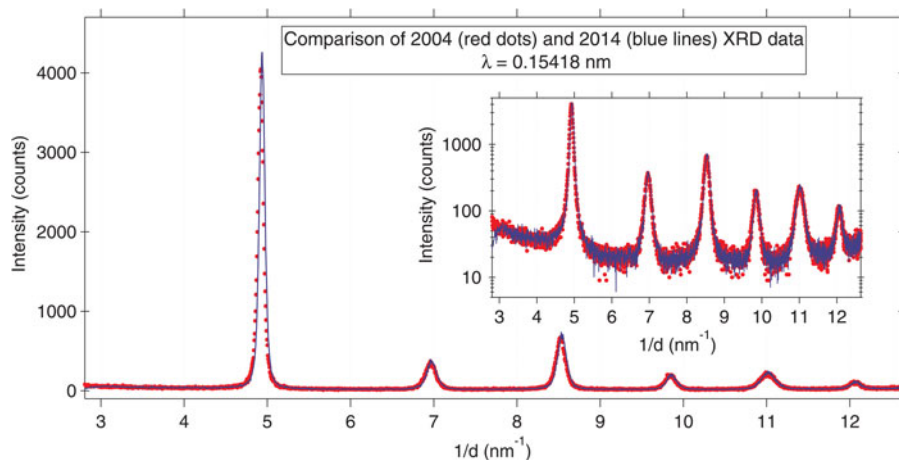 Comparison of 2004 (red dots) and 2014 (blue lines) XRD data
λ = 0.15418 nm
4000
3000
2000
1000
0
Intensity (counts)
3 4 5 6 7 8 9 10 11 12
1/d (nm⁻¹)
1000
100
10
Intensity (counts)
3 4 5 6 7 8 9 10 11 12
1/d (nm⁻¹)